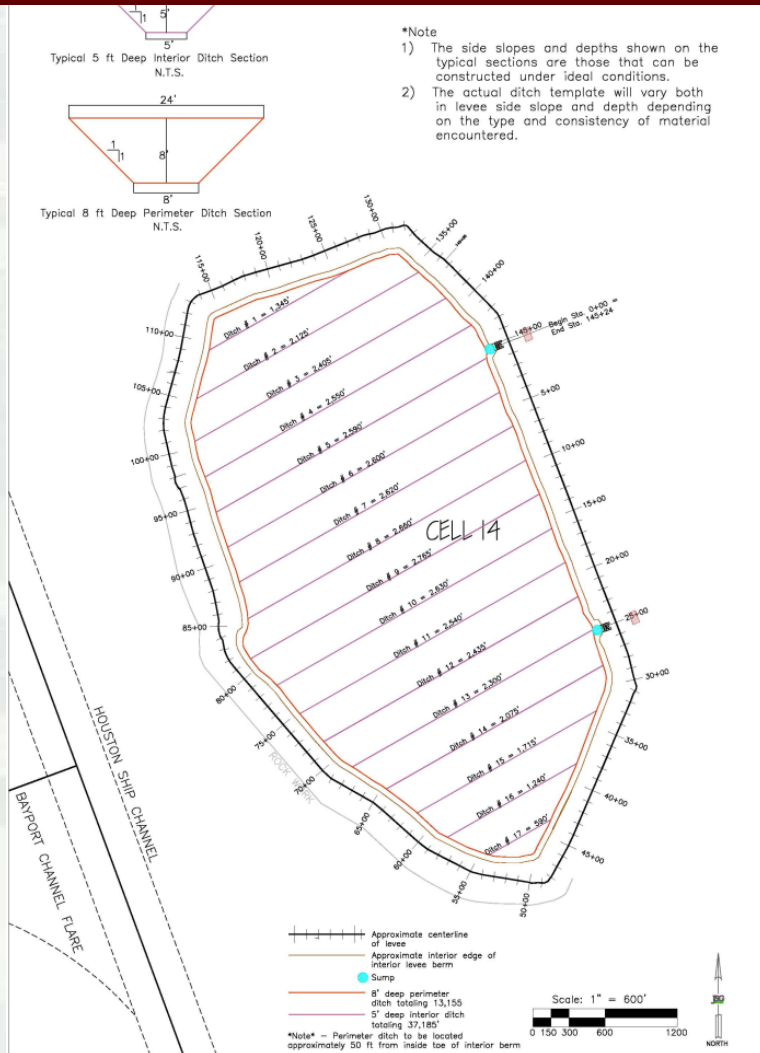 1
5'
5'
Typical 5 ft Deep Interior Ditch Section
N.T.S.
*Note
1) The side slopes and depths shown on the
typical sections are those that can be
constructed under ideal conditions.
2) The actual ditch template will vary both
in levee side slope and depth depending
on the type and consistency of material
encountered.
24'
1
1
8'
8'
Typical 8 ft Deep Perimeter Ditch Section
N.T.S.
130+00
125+00
120+00
115+00
135+00
140+00
145+00 Begin Sta. 0+00 =
End Sta. 145+24
110+00
105+00
100+00
95+00
90+00
85+00
80+00
75+00
70+00
65+00
60+00
55+00
50+00
45+00
40+00
35+00
30+00
25+00
20+00
15+00
10+00
5+00
Ditch # 1 = 1,345'
Ditch # 2 = 2,125'
Ditch # 3 = 2,405'
Ditch # 4 = 2,550'
Ditch # 5 = 2,590'
Ditch # 6 = 2,600'
Ditch # 7 = 2,620'
Ditch # 8 = 2,660'
Ditch # 9 = 2,765'
Ditch # 10 = 2,630'
Ditch # 11 = 2,540'
Ditch # 12 = 2,435'
Ditch # 13 = 2,300'
Ditch # 14 = 2,075'
Ditch # 15 = 1,715'
Ditch # 16 = 1,240'
Ditch # 17 = 590'
CELL 14
ROCK WORK
HOUSTON SHIP CHANNEL
BAYPORT CHANNEL FLARE
Approximate centerline
of levee
Approximate interior edge of
interior levee berm
Sump
8' deep perimeter
ditch totaling 13,155
5' deep interior ditch
totaling 37,185'
*Note* - Perimeter ditch to be located
approximately 50 ft from inside toe of interior berm
Scale: 1" = 600'
0 150 300 600 1200
NORTH